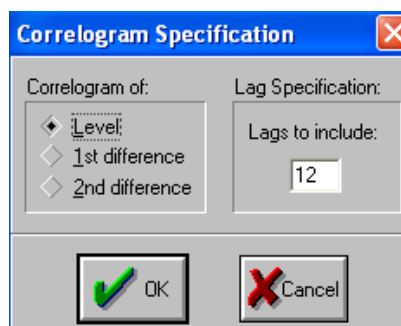 Correlogram Specification
Correlogram of:
Level
1st difference
2nd difference
Lag Specification:
Lags to include:
12
OK
Cancel